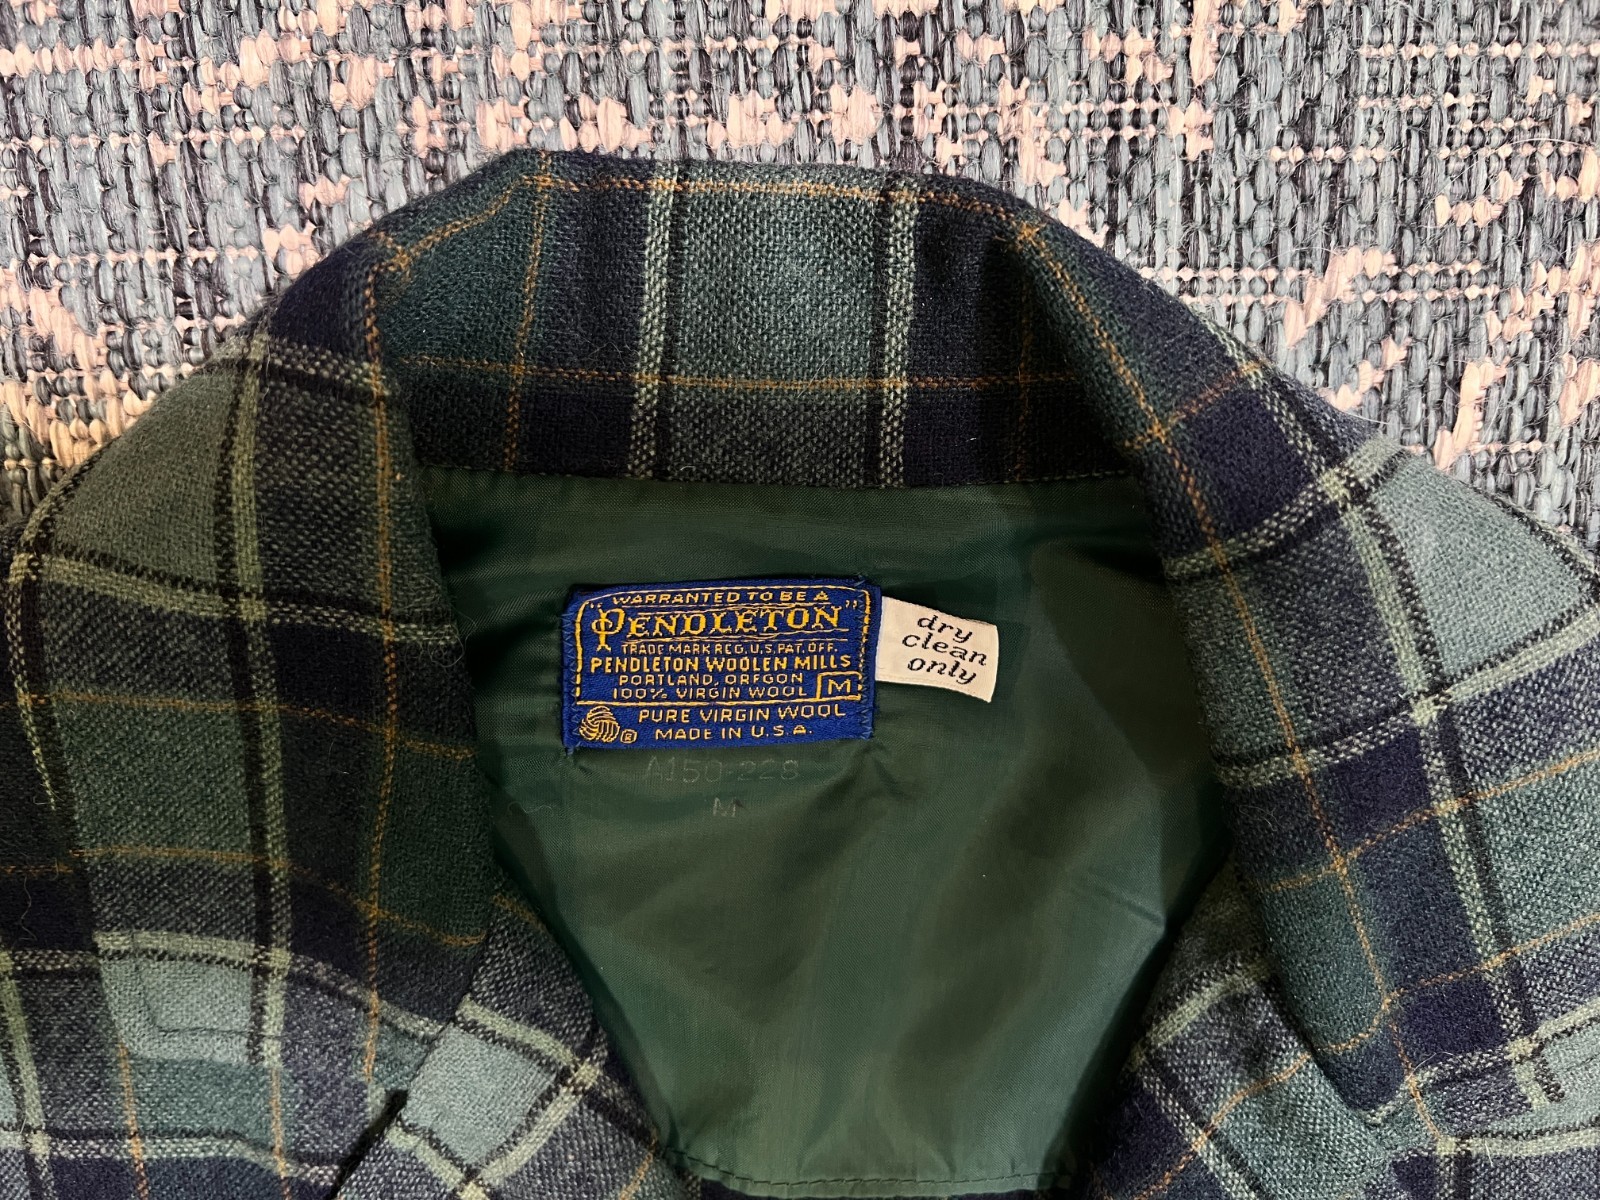 WARRANTED TO BE A
"PENDLETON"
TRADE MARK REG. U.S. PAT. OFF.
PENDLETON WOOLEN MILLS
PORTLAND, OREGON
100% VIRGIN WOOL M
PURE VIRGIN WOOL
® MADE IN U.S.A.
dry
clean
only
A150-228
M